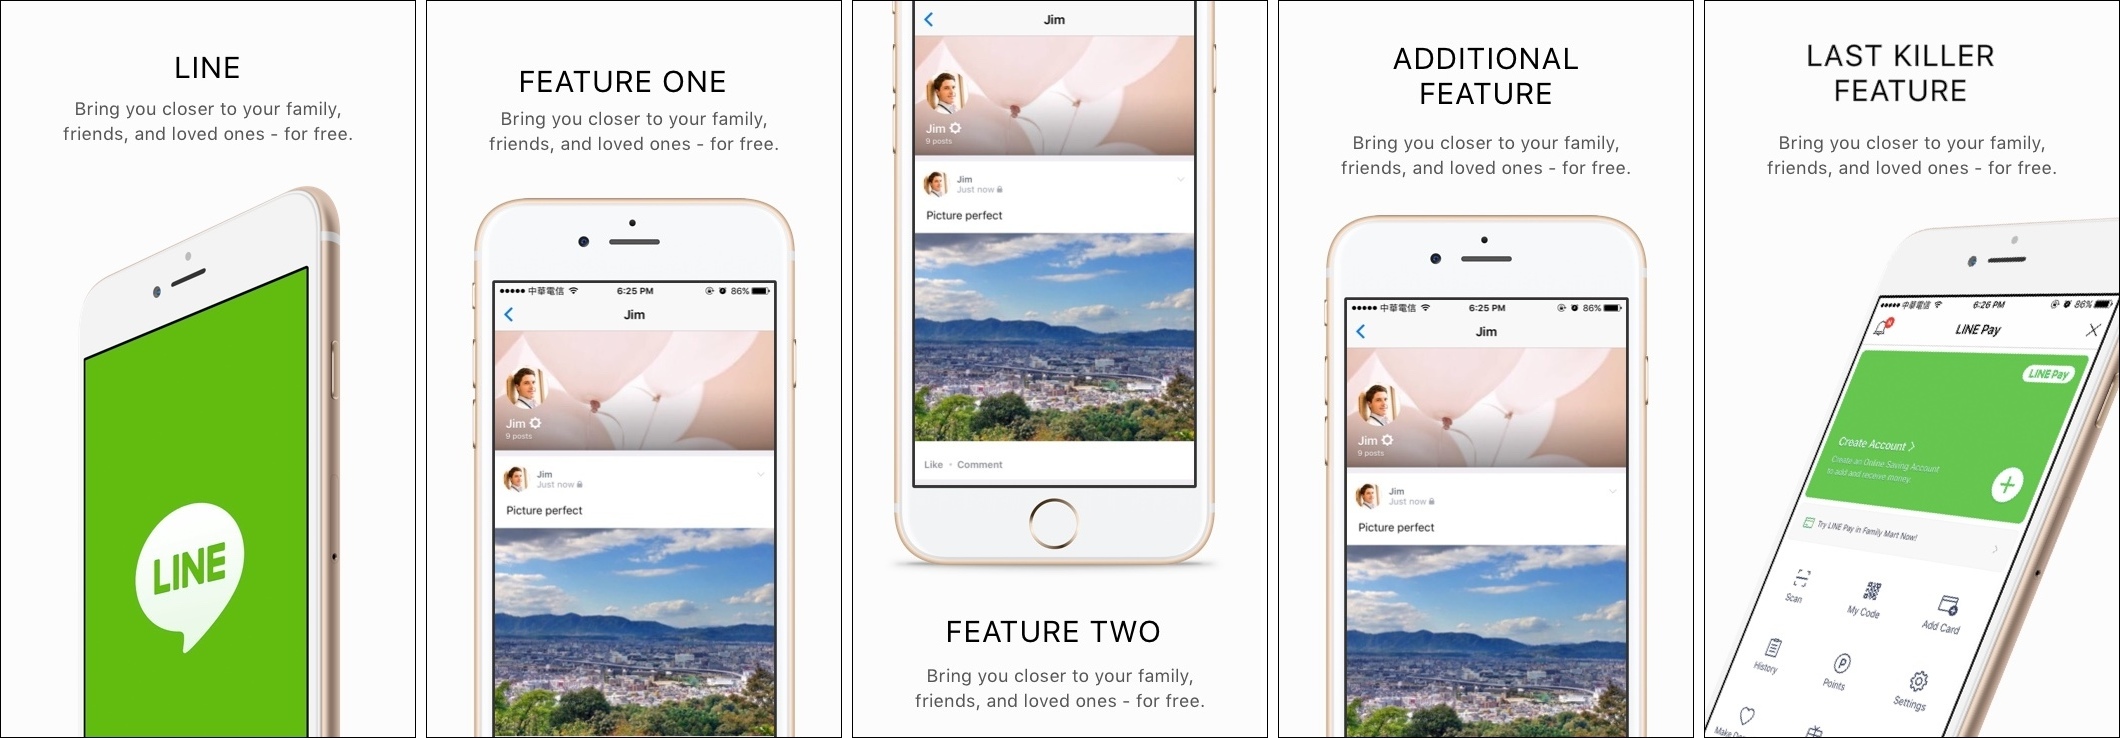 LINE
Bring you closer to your family,
friends, and loved ones - for free.
LINE
FEATURE ONE
Bring you closer to your family,
friends, and loved ones - for free.
中華電信 6:25 PM 86%
Jim
Jim
9 posts
Jim
Just now
Picture perfect
Jim
Jim
9 posts
Jim
Just now
Picture perfect
Like • Comment
FEATURE TWO
Bring you closer to your family,
friends, and loved ones - for free.
ADDITIONAL
FEATURE
Bring you closer to your family,
friends, and loved ones - for free.
中華電信 6:25 PM 86%
Jim
Jim
9 posts
Jim
Just now
Picture perfect
LAST KILLER
FEATURE
Bring you closer to your family,
friends, and loved ones - for free.
中華電信 6:26 PM 86%
LINE Pay
LINE Pay
Create Account >
Create an Online Saving Account
to add and receive money.
Try LINE Pay in Family Mart Now!
Scan
My Code
Add Card
History
Points
Settings
Make